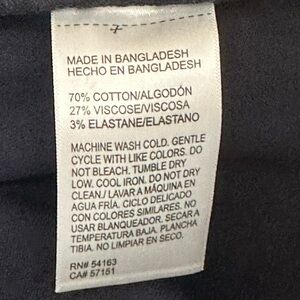 MADE IN BANGLADESH
HECHO EN BANGLADESH
70% COTTON/ALGODÓN
27% VISCOSE/VISCOSA
3% ELASTANE/ELASTANO
MACHINE WASH COLD. GENTLE
CYCLE WITH LIKE COLORS. DO
NOT BLEACH. TUMBLE DRY
LOW. COOL IRON. DO NOT DRY
CLEAN./ LAVAR A MÁQUINA EN
AGUA FRÍA. CICLO DELICADO
CON COLORES SIMILARES. NO
USAR BLANQUEADOR. SECAR A
TEMPERATURA BAJA. PLANCHA
TIBIA. NO LIMPIAR EN SECO.
RN# 54163
CA# 57151